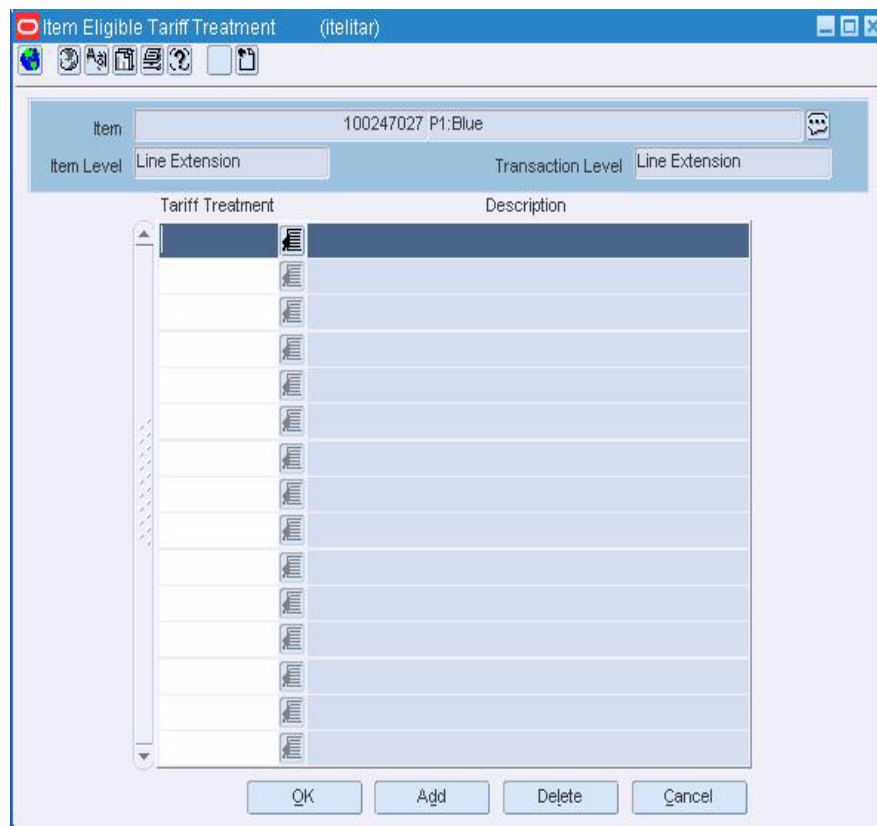 Item Eligible Tariff Treatment (itelitar)
Item 100247027 P1:Blue
Item Level Line Extension Transaction Level Line Extension
Tariff Treatment Description
OK Add Delete Cancel